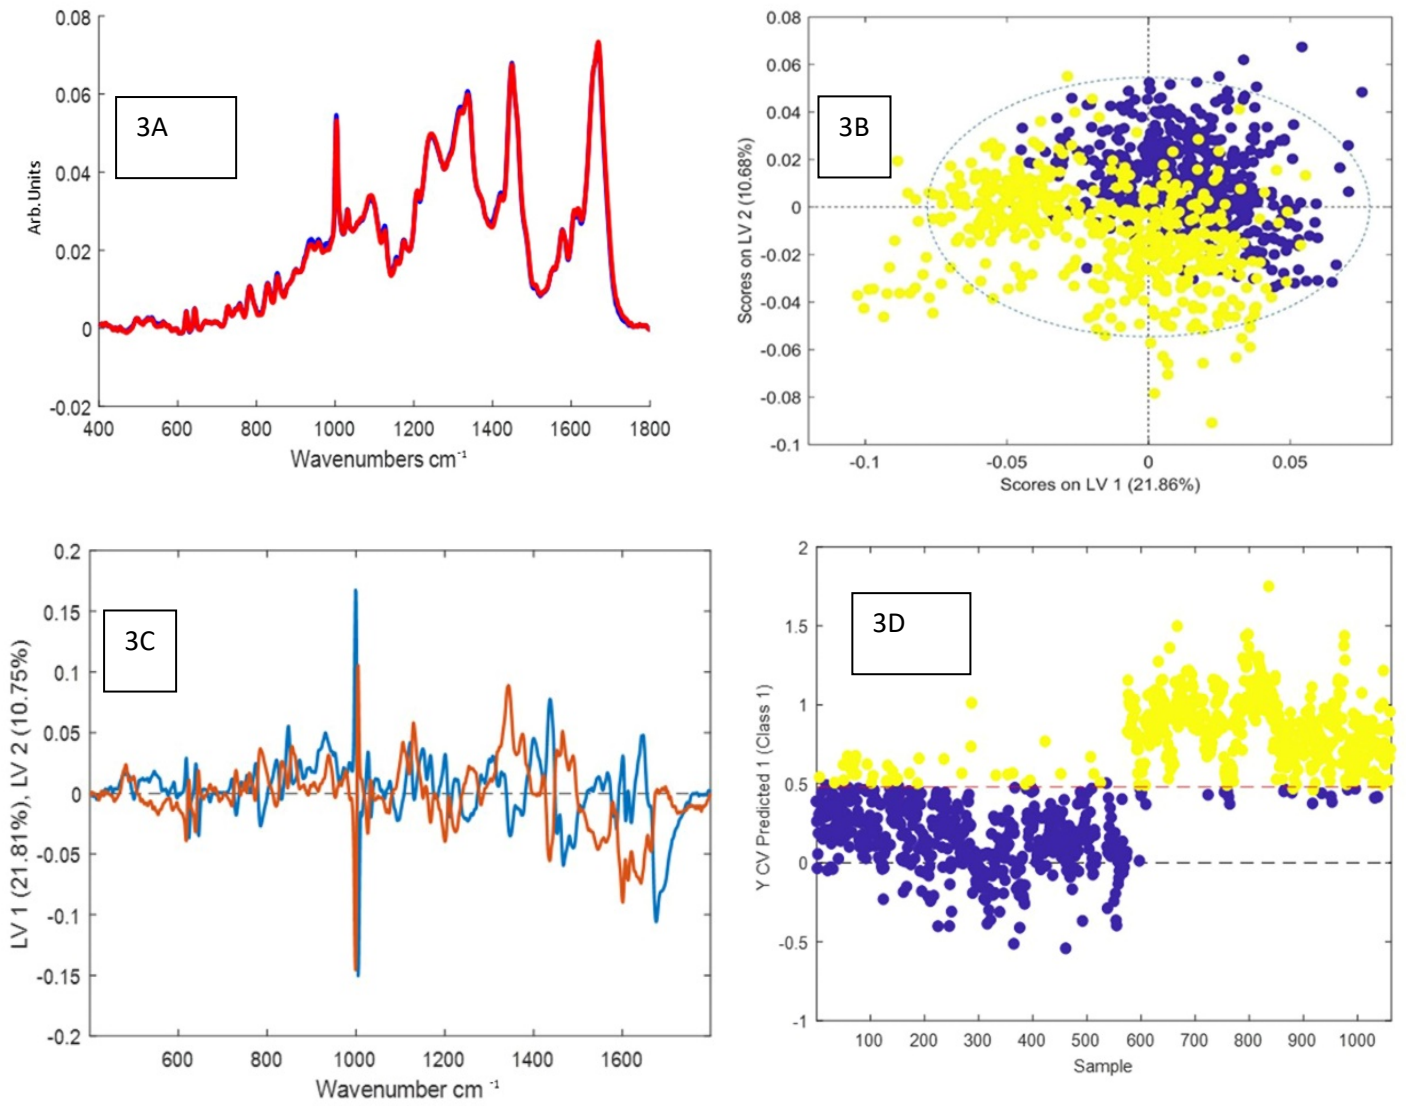 3A
Arb.Units
0.08
0.06
0.04
0.02
0
-0.02
400 600 800 1000 1200 1400 1600 1800
Wavenumbers cm⁻¹
3B
Scores on LV 2 (10.68%)
0.08
0.06
0.04
0.02
0
-0.02
-0.04
-0.06
-0.08
-0.1
-0.1 -0.05 0 0.05
Scores on LV 1 (21.86%)
3C
LV 1 (21.81%), LV 2 (10.75%)
0.2
0.15
0.1
0.05
0
-0.05
-0.1
-0.15
-0.2
600 800 1000 1200 1400 1600
Wavenumber cm ⁻¹
3D
Y CV Predicted 1 (Class 1)
2
1.5
1
0.5
0
-0.5
-1
100 200 300 400 500 600 700 800 900 1000
Sample